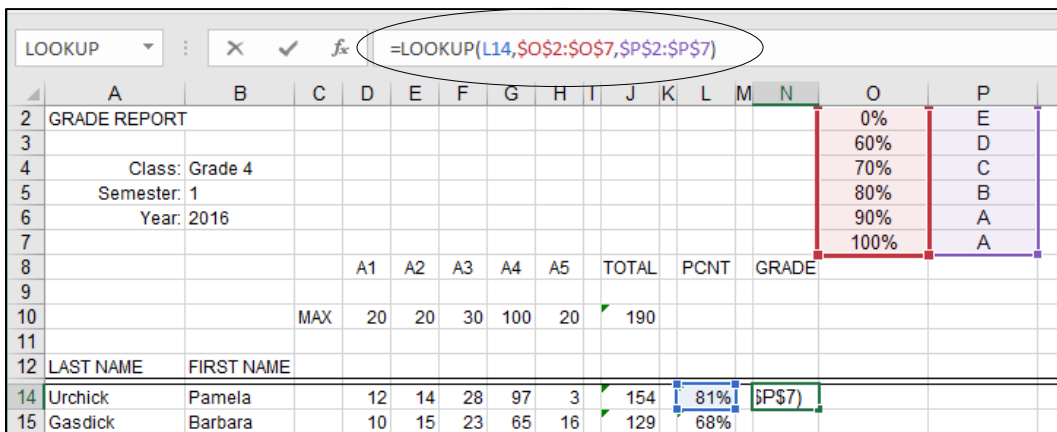 LOOKUP fx =LOOKUP(L14,$O$2:$O$7,$P$2:$P$7)
A B C D E F G H I J K L M N O P
2 GRADE REPORT 0% E
3 60% D
4 Class: Grade 4 70% C
5 Semester: 1 80% B
6 Year: 2016 90% A
7 100% A
8 A1 A2 A3 A4 A5 TOTAL PCNT GRADE
9
10 MAX 20 20 30 100 20 190
11
12 LAST NAME FIRST NAME
14 Urchick Pamela 12 14 28 97 3 154 81% $P$7)
15 Gasdick Barbara 10 15 23 65 16 129 68%